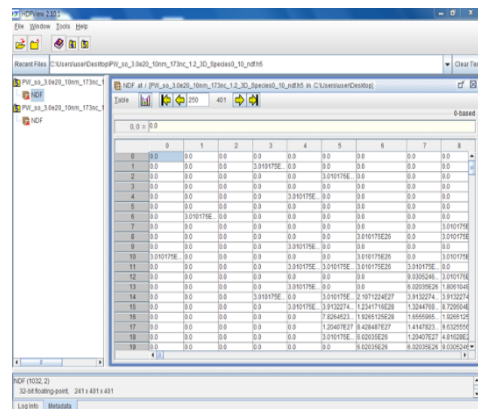 HDFView 2.10.1
File Window Tools Help
Recent Files C:\Users\user\Desktop\PW_so_3.0e20_10nm_173nc_1.2_3D_Species0_10_ndf.h5 Clear Te
PW_so_3.0e20_10nm_173nc_1
NDF
PW_so_3.0e20_10nm_173nc_1
NDF
NDF at / [PW_so_3.0e20_10nm_173nc_1.2_3D_Species0_10_ndf.h5 in C:\Users\user\Desktop]
Table 250 401
0-based
0, 0 = 0.0
0 1 2 3 4 5 6 7 8
0 0.0 0.0 0.0 0.0 0.0 0.0 0.0 0.0 0.0
1 0.0 0.0 0.0 3.010175E... 0.0 0.0 0.0 0.0 0.0
2 0.0 0.0 0.0 0.0 0.0 3.010175E... 0.0 0.0 0.0
3 0.0 0.0 0.0 0.0 0.0 0.0 0.0 0.0 0.0
4 0.0 0.0 0.0 0.0 3.010175E... 0.0 0.0 0.0 0.0
5 0.0 0.0 0.0 0.0 0.0 0.0 0.0 0.0 0.0
6 0.0 3.010175E... 0.0 0.0 0.0 0.0 0.0 0.0 0.0
7 0.0 0.0 0.0 0.0 0.0 0.0 0.0 0.0 3.010175E
8 0.0 0.0 0.0 0.0 0.0 0.0 3.010175E26 0.0 3.010175E
9 0.0 0.0 0.0 0.0 3.010175E... 0.0 0.0 0.0 0.0
10 3.010175E... 0.0 0.0 0.0 0.0 0.0 3.010175E26 0.0 3.010175E
11 0.0 0.0 0.0 0.0 3.010175E... 3.010175E... 3.010175E26 3.010175E... 0.0
12 0.0 0.0 0.0 0.0 0.0 0.0 0.0 9.0305246... 3.010175E
13 0.0 0.0 0.0 0.0 3.010175E... 0.0 0.0 6.02035E26 1.806104
14 0.0 0.0 0.0 3.010175E... 0.0 3.010175E... 2.1071224E27 3.9132274... 3.9132274
15 0.0 0.0 0.0 0.0 3.010175E... 3.9132274... 1.2341716E28 1.3244768... 8.729504E
16 0.0 0.0 0.0 0.0 0.0 7.8264523... 1.9265125E28 1.6555965... 1.9265125
17 0.0 0.0 0.0 0.0 0.0 1.20407E27 8.428487E27 1.4147823... 9.6325556
18 0.0 0.0 0.0 0.0 0.0 3.010175E... 6.02035E26 1.20407E27 4.81628E2
19 0.0 0.0 0.0 0.0 0.0 0.0 6.02035E26 6.02035E26 9.0305246
NDF (1032, 2)
32-bit floating-point, 241 x 401 x 401
Log Info Metadata